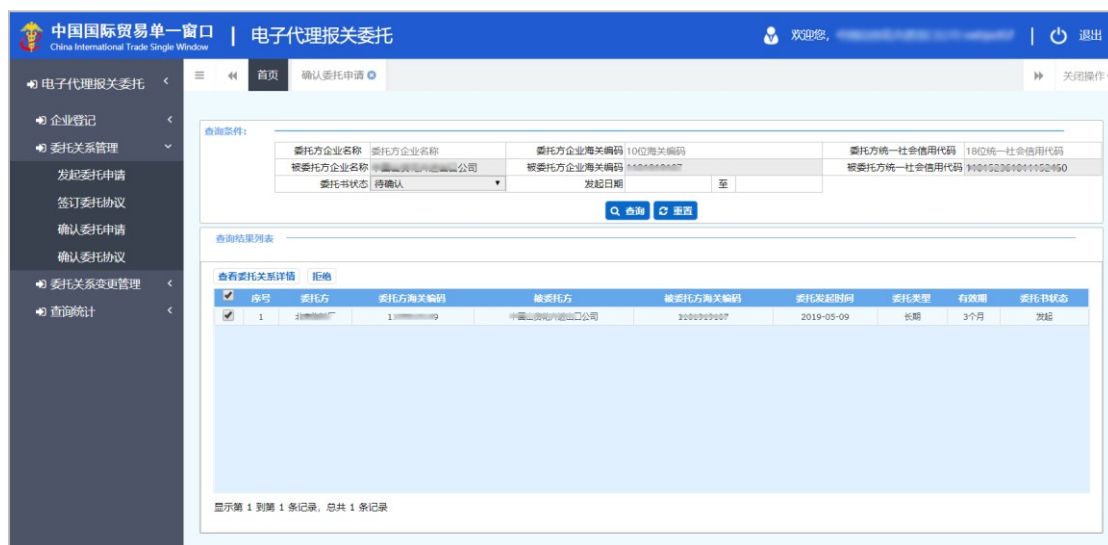 中国国际贸易单一窗口 | 电子代理报关委托 欢迎您, | 退出
China International Trade Single Window
电子代理报关委托 首页 确认委托申请 关闭操作
企业登记
委托关系管理
发起委托申请
签订委托协议
确认委托申请
确认委托协议
委托关系变更管理
查询统计
查询条件:
委托方企业名称 委托方企业名称 委托方企业海关编码 10位海关编码 委托方统一社会信用代码 18位统一社会信用代码
被委托方企业名称 公司 被委托方企业海关编码 被委托方统一社会信用代码
委托书状态 待确认 发起日期 至
查询 重置
查询结果列表
查看委托关系详情 拒绝
序号 委托方 委托方海关编码 被委托方 被委托方海关编码 委托发起时间 委托类型 有效期 委托书状态
1 厂 1 9 公司 2019-05-09 长期 3个月 发起
显示第 1 到第 1 条记录, 总共 1 条记录